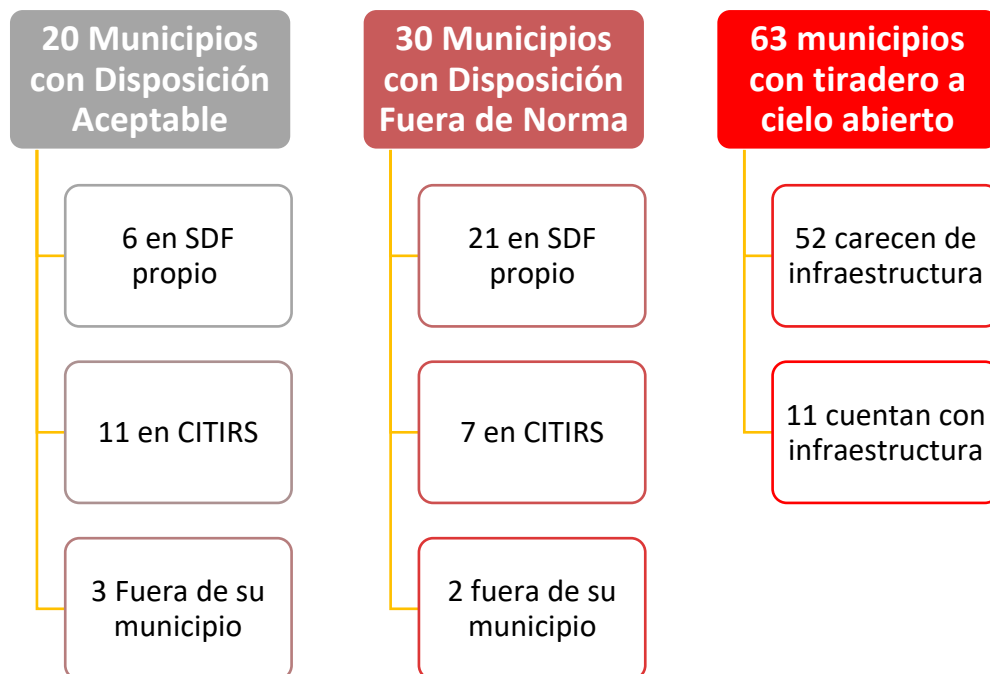 20 Municipios
con Disposición
Aceptable
6 en SDF
propio
11 en CITIRS
3 Fuera de su
municipio
30 Municipios
con Disposición
Fuera de Norma
21 en SDF
propio
7 en CITIRS
2 fuera de su
municipio
63 municipios
con tiradero a
cielo abierto
52 carecen de
infraestructura
11 cuentan con
infraestructura